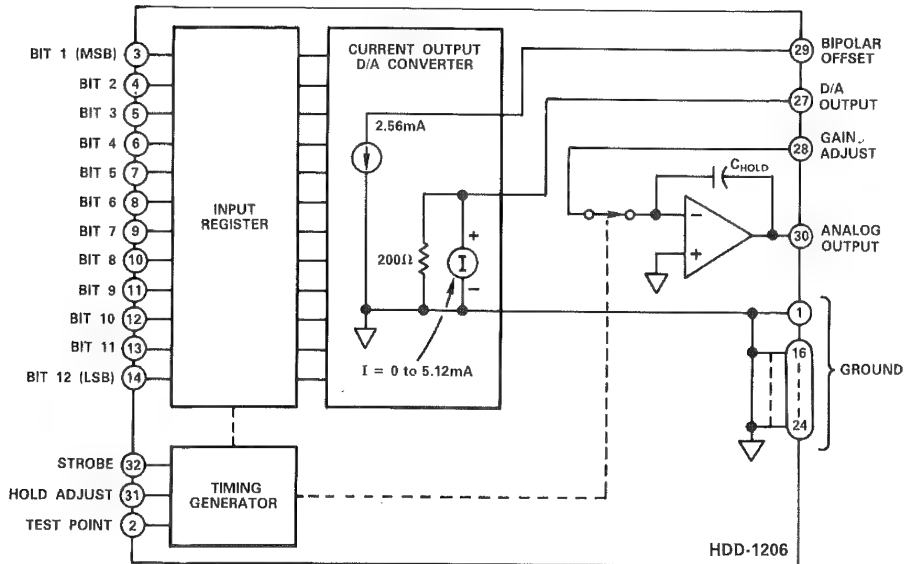 BIT 1 (MSB) 3
BIT 2 4
BIT 3 5
BIT 4 6
BIT 5 7
BIT 6 8
BIT 7 9
BIT 8 10
BIT 9 11
BIT 10 12
BIT 11 13
BIT 12 (LSB) 14
STROBE 32
HOLD ADJUST 31
TEST POINT 2
INPUT
REGISTER
TIMING
GENERATOR
CURRENT OUTPUT
D/A CONVERTER
2.56mA
200Ω
+
I
−
I = 0 to 5.12mA
29 BIPOLAR
OFFSET
27 D/A
OUTPUT
28 GAIN
ADJUST
CHOLD
−
+
30 ANALOG
OUTPUT
1
16
24
GROUND
HDD-1206